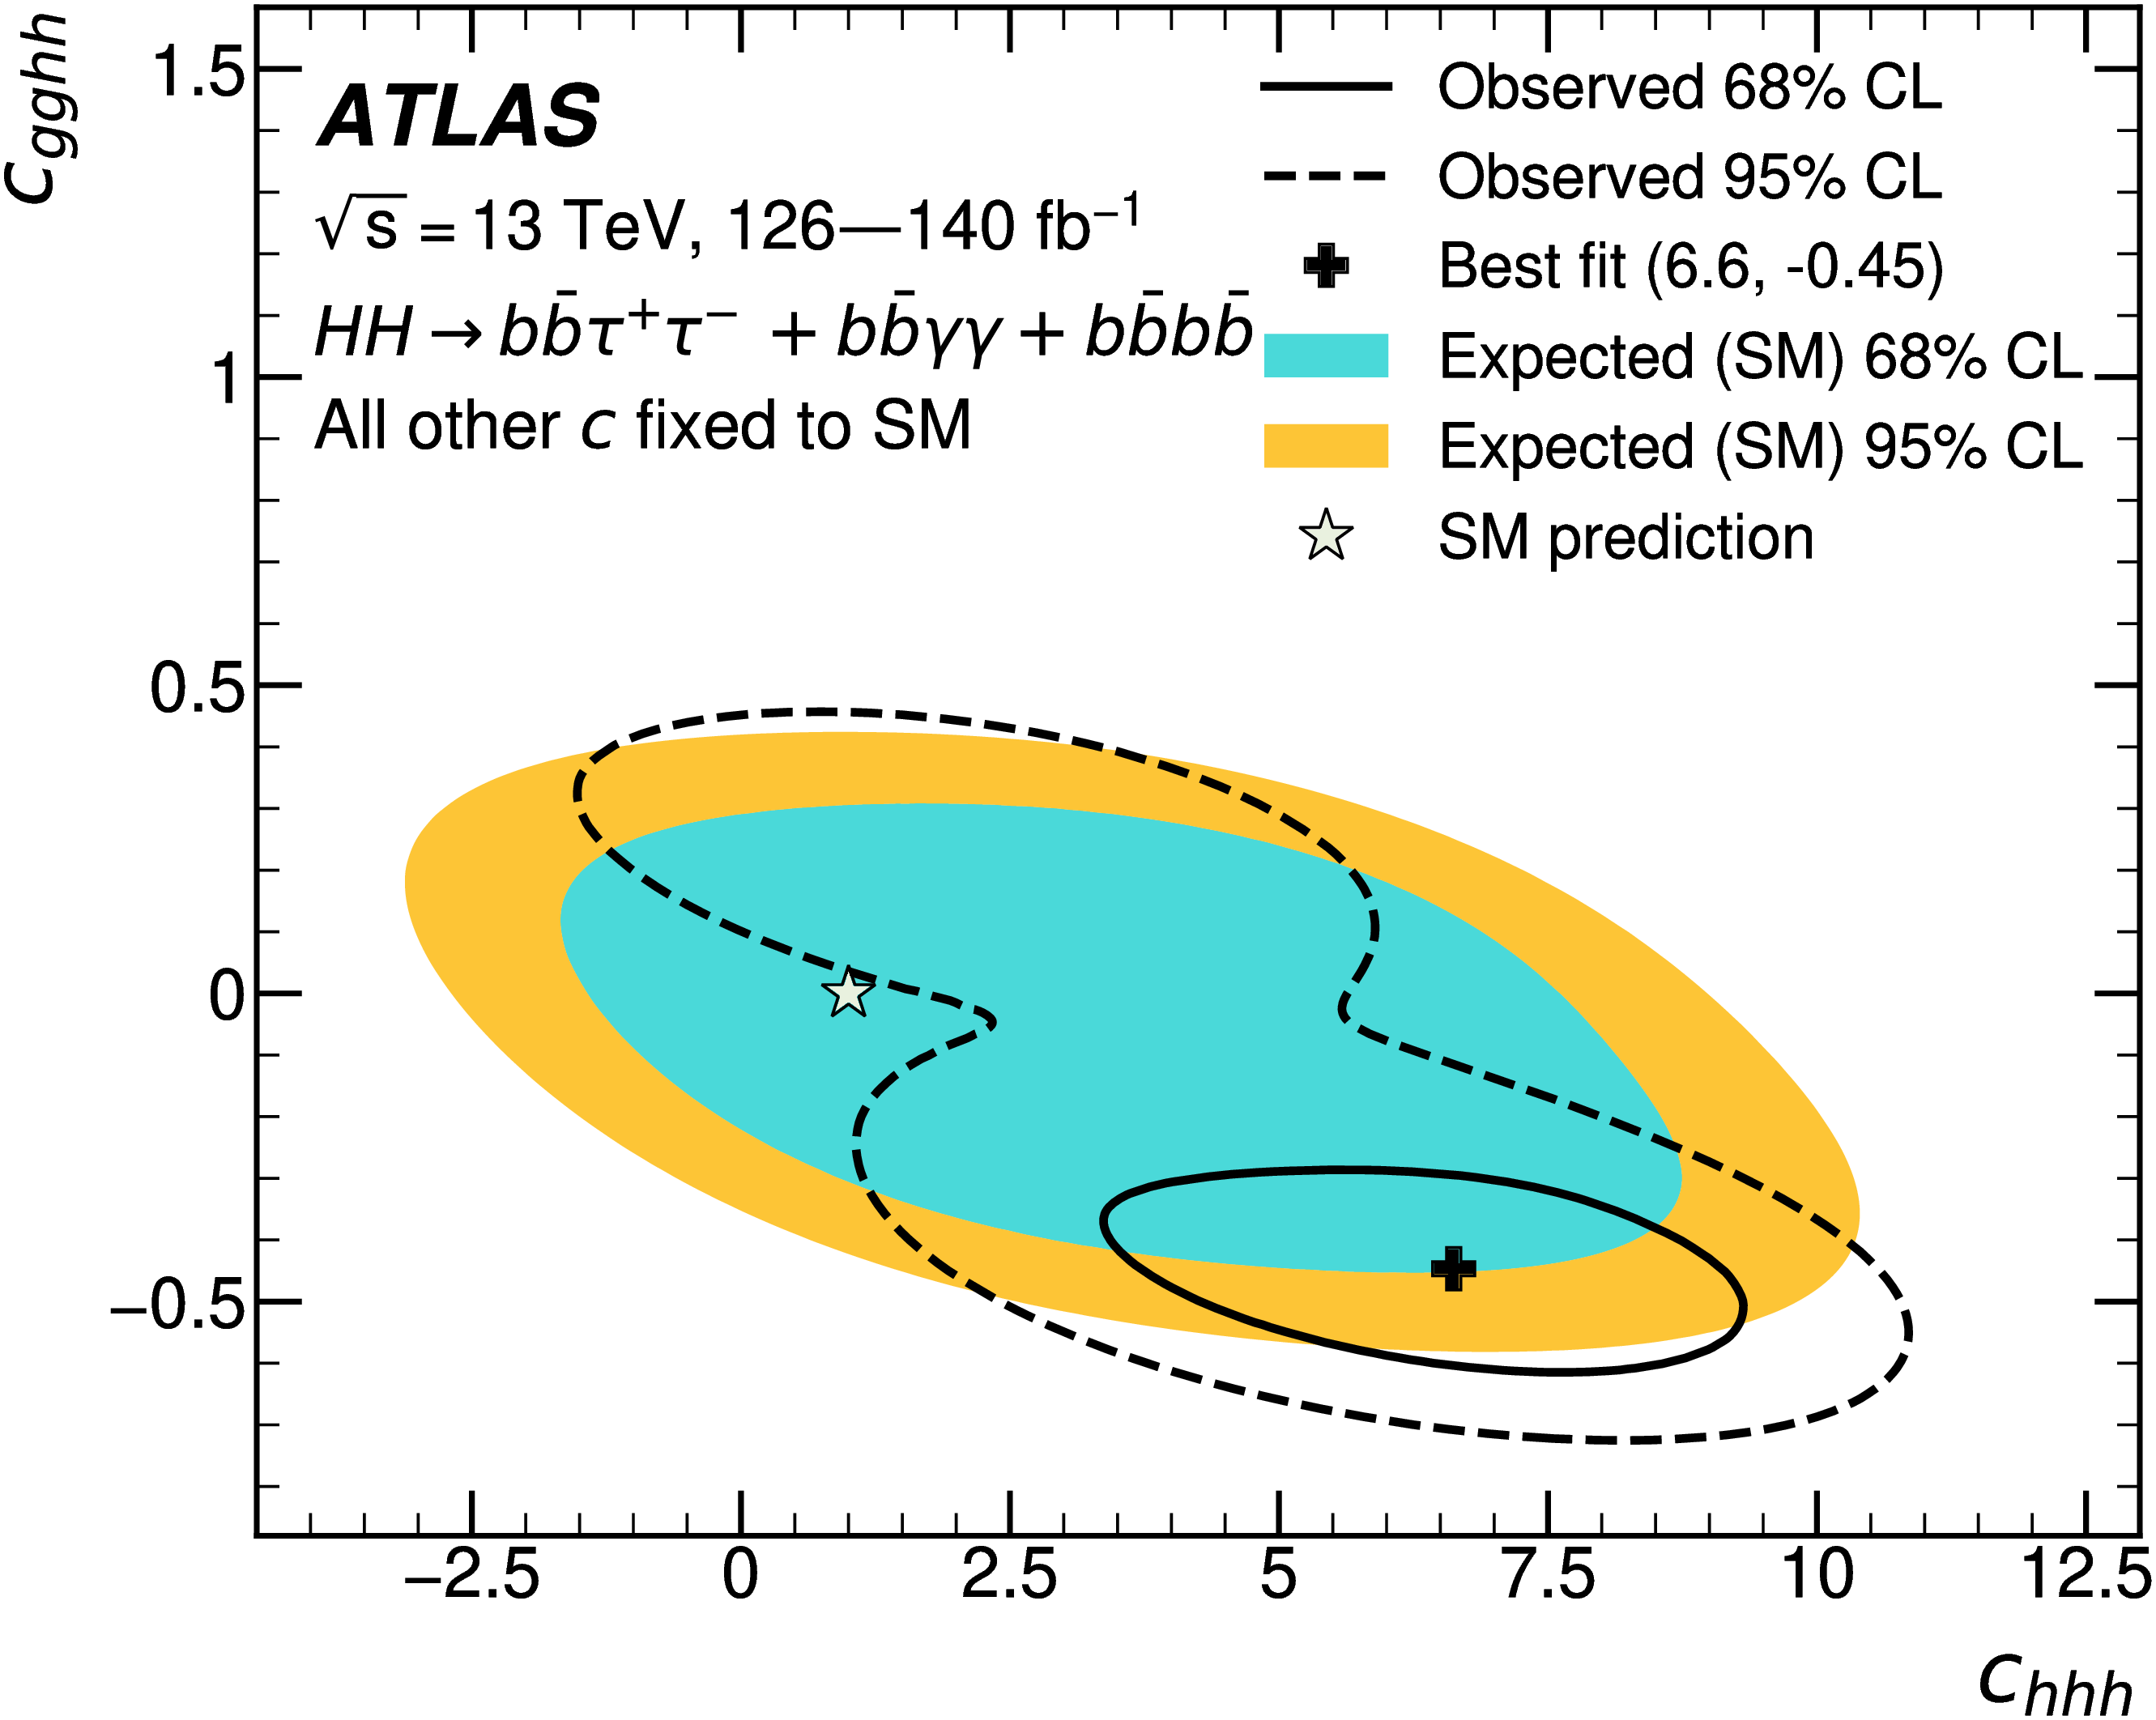 c_gghh
1.5
1
0.5
0
−0.5
ATLAS
√s = 13 TeV, 126—140 fb⁻¹
HH → bb̄τ⁺τ⁻ + bb̄γγ + bb̄bb̄
All other c fixed to SM
Observed 68% CL
Observed 95% CL
Best fit (6.6, -0.45)
Expected (SM) 68% CL
Expected (SM) 95% CL
SM prediction
−2.5 0 2.5 5 7.5 10 12.5
c_hhh